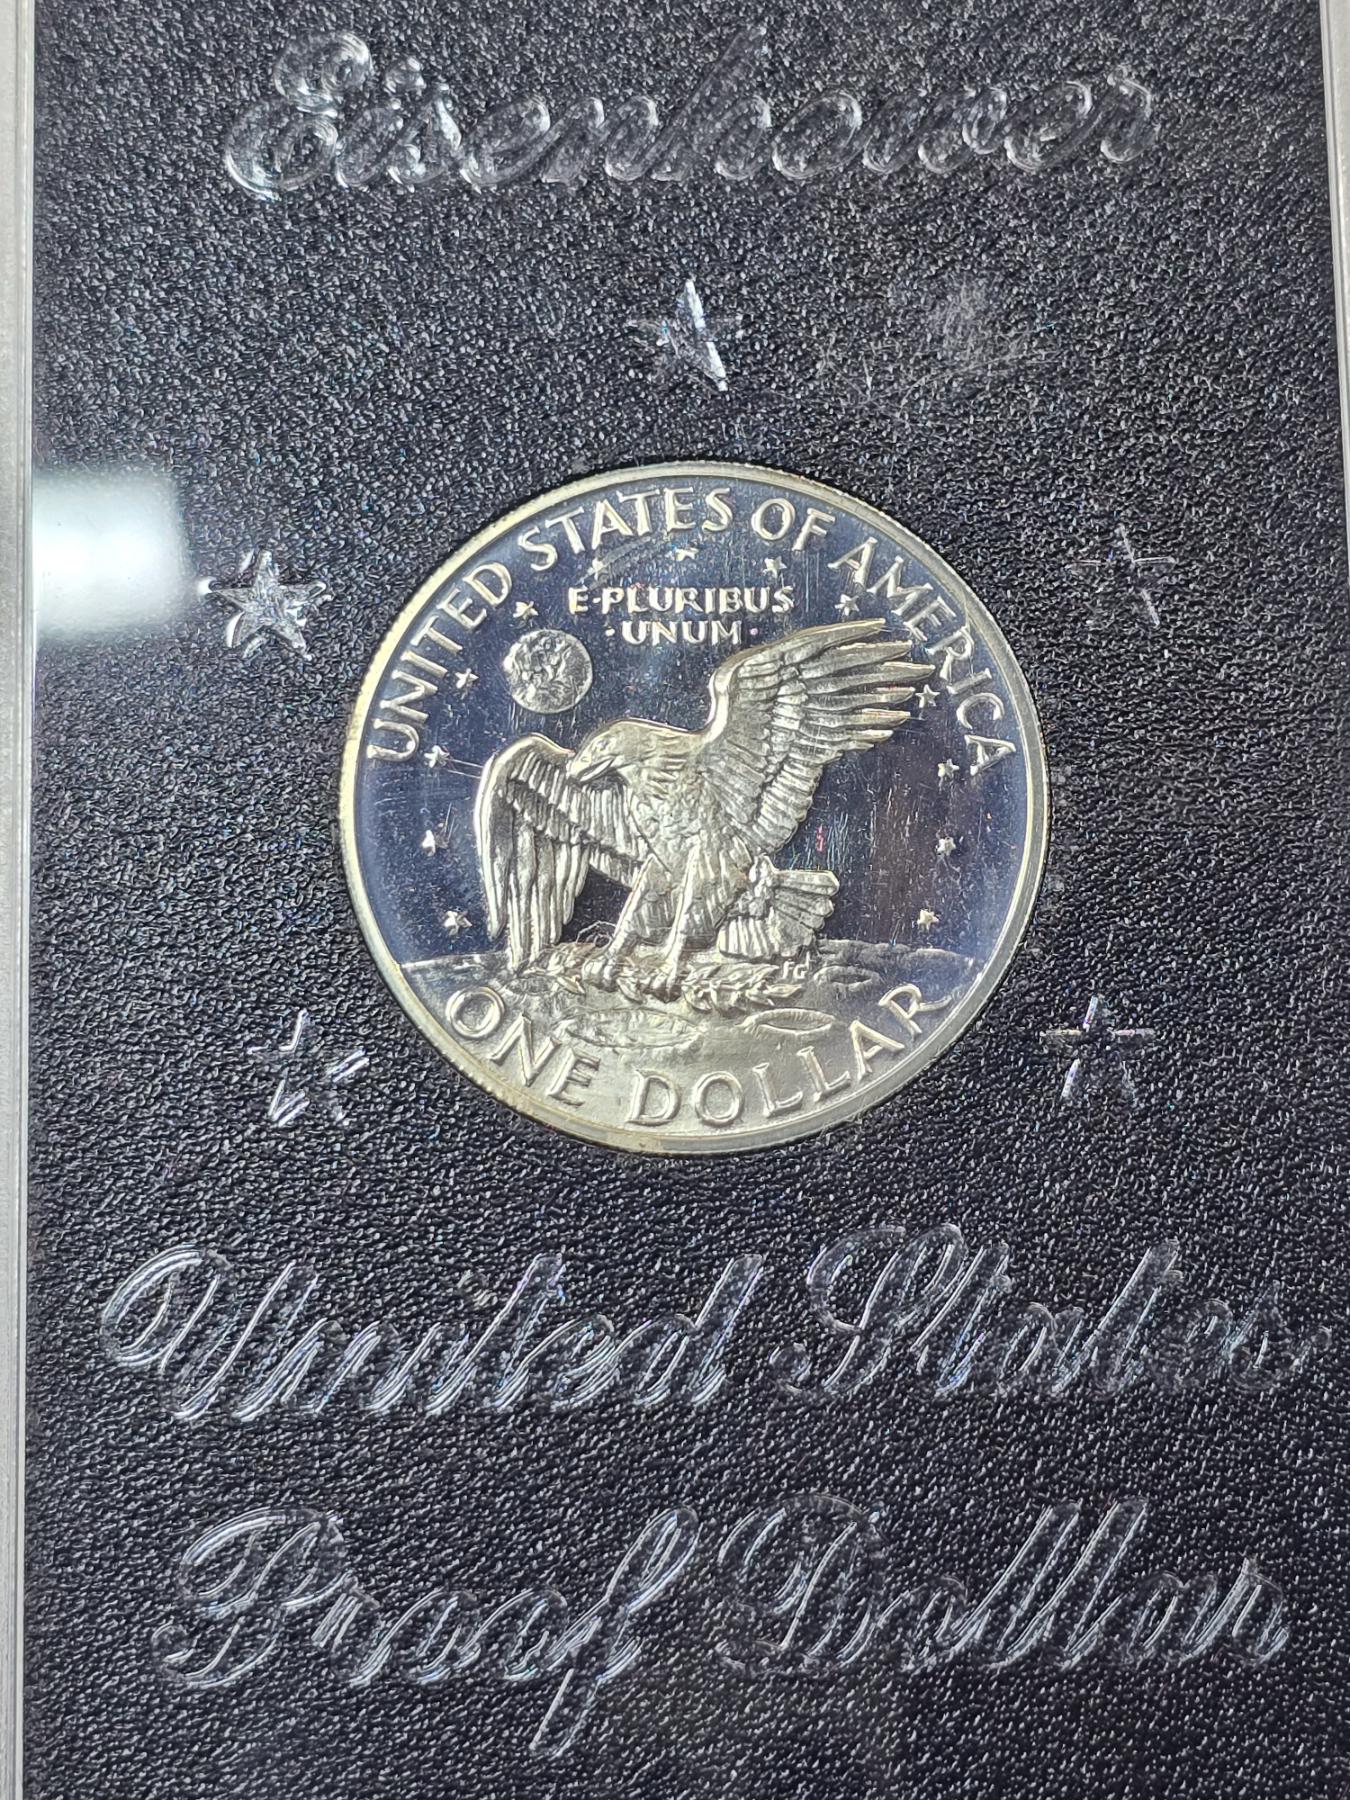 Eisenhower
UNITED STATES OF AMERICA
E·PLURIBUS
·UNUM·
ONE DOLLAR
United States
Proof Dollar